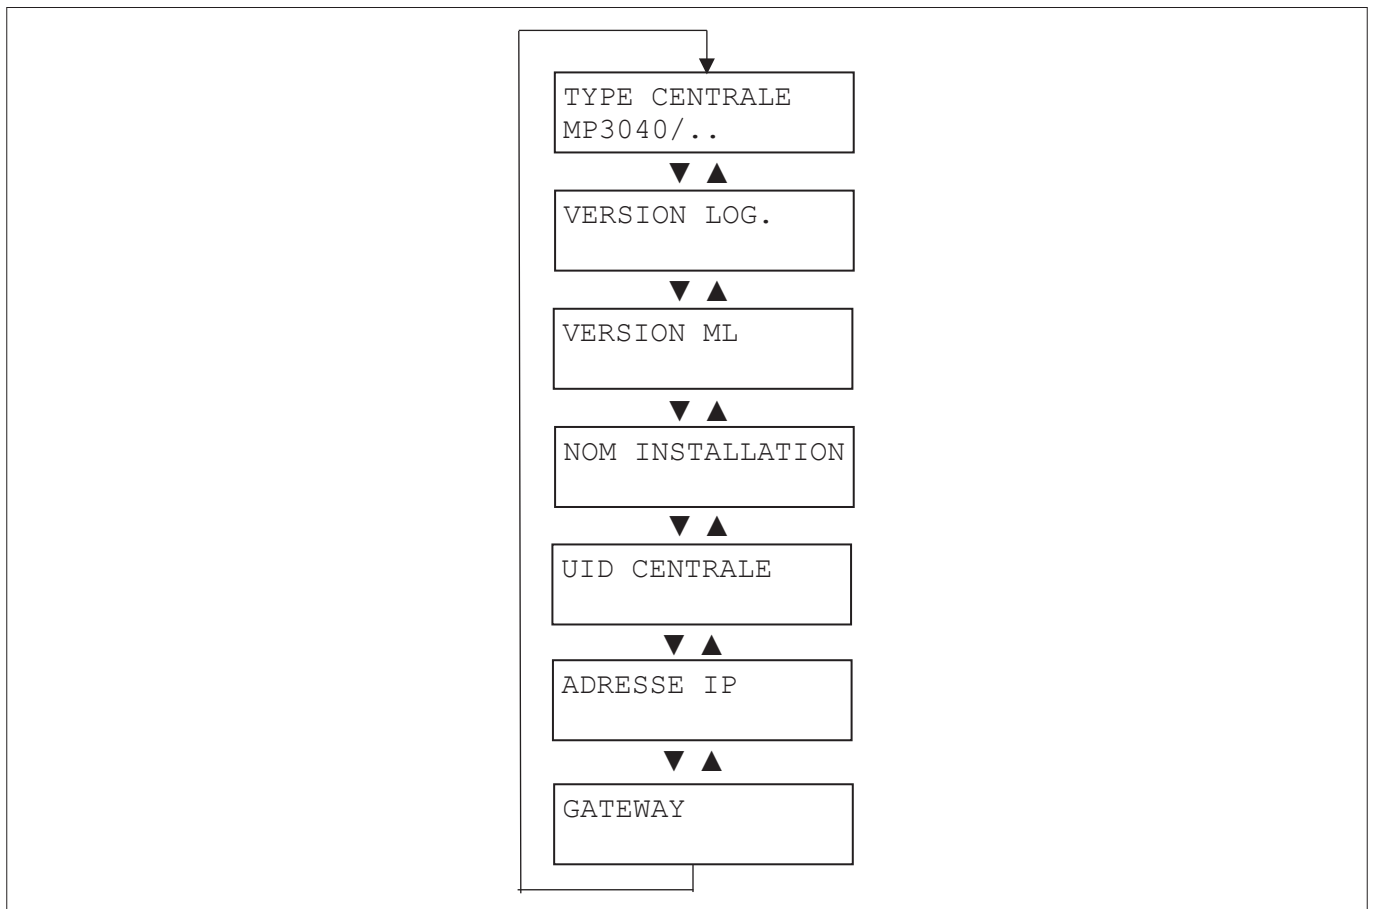 TYPE CENTRALE
MP3040/..
▼ ▲
VERSION LOG.
▼ ▲
VERSION ML
▼ ▲
NOM INSTALLATION
▼ ▲
UID CENTRALE
▼ ▲
ADRESSE IP
▼ ▲
GATEWAY